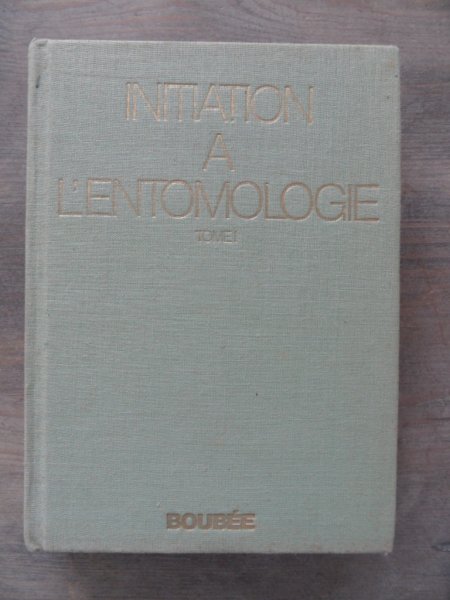 INITIATION
A
L'ENTOMOLOGIE
TOME I
BOUBÉE